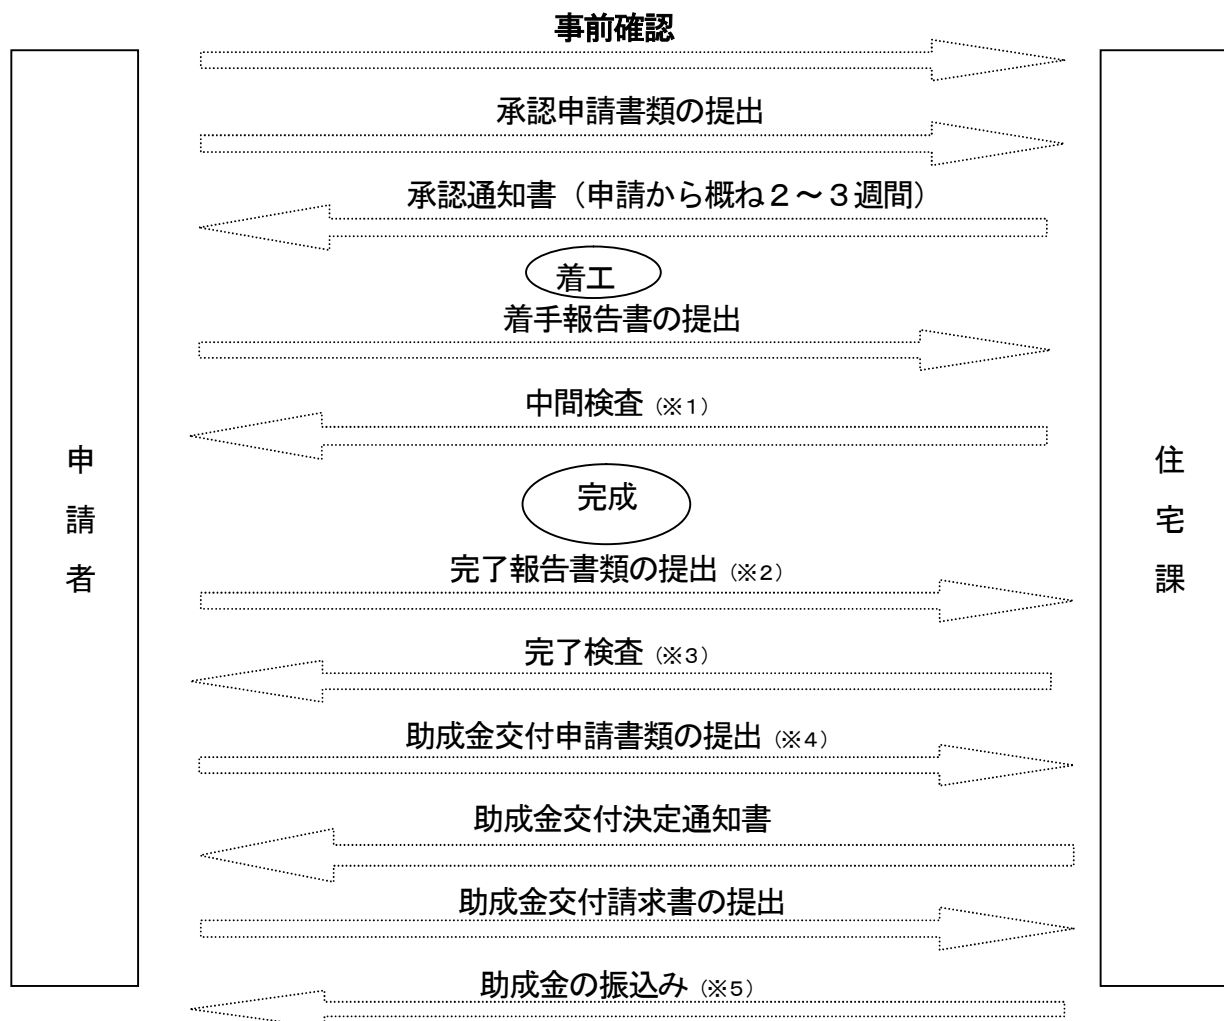 事前確認
承認申請書類の提出
承認通知書（申請から概ね２～３週間）
着工
着手報告書の提出
中間検査（※１）
申請者
住宅課
完成
完了報告書類の提出（※２）
完了検査（※３）
助成金交付申請書類の提出（※４）
助成金交付決定通知書
助成金交付請求書の提出
助成金の振込み（※５）